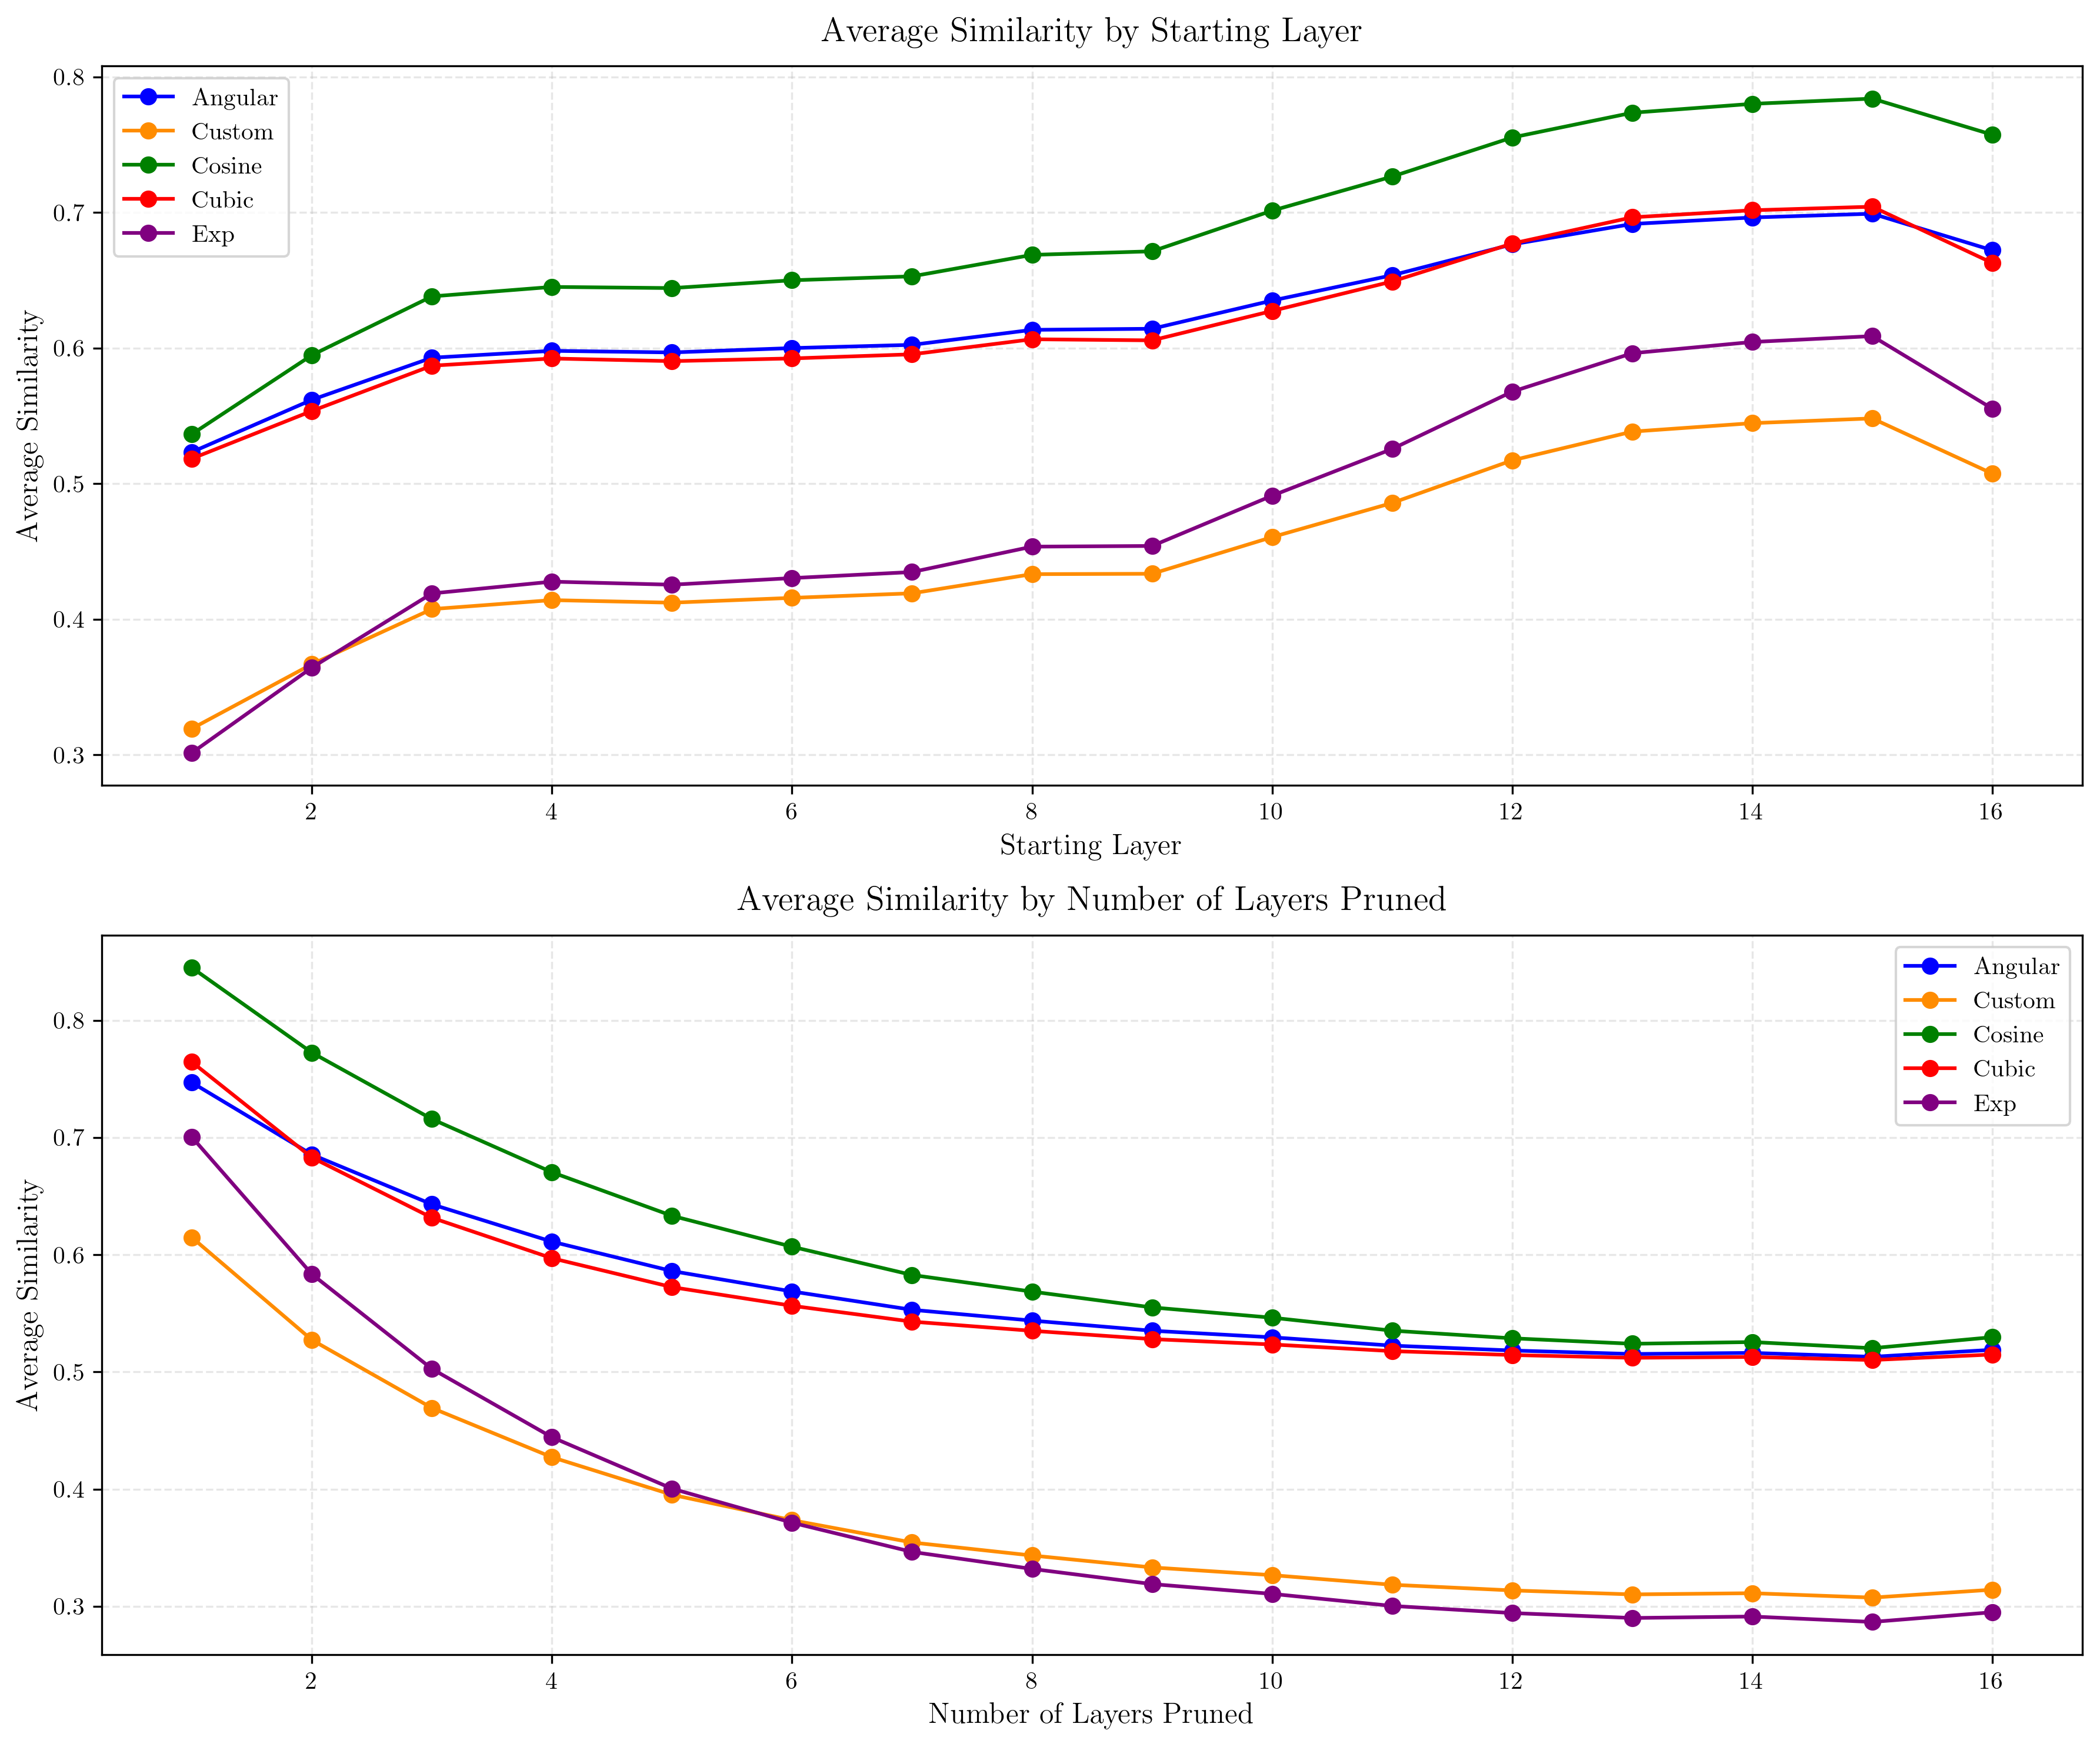 Average Similarity by Starting Layer
Average Similarity
0.8
0.7
0.6
0.5
0.4
0.3
Angular
Custom
Cosine
Cubic
Exp
2 4 6 8 10 12 14 16
Starting Layer
Average Similarity by Number of Layers Pruned
Average Similarity
0.8
0.7
0.6
0.5
0.4
0.3
Angular
Custom
Cosine
Cubic
Exp
2 4 6 8 10 12 14 16
Number of Layers Pruned